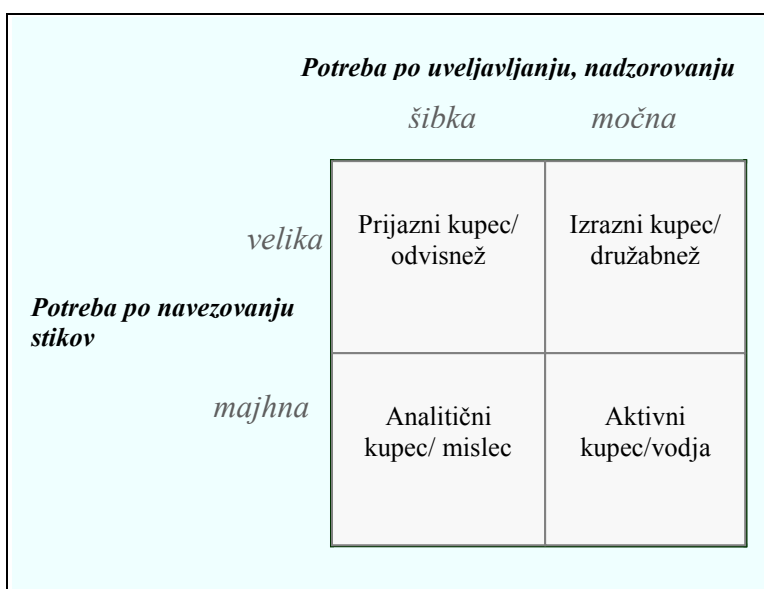 Potreba po uveljavljanju, nadzorovanju
šibka močna
velika
Prijazni kupec/
odvisnež
Izrazni kupec/
družabnež
Potreba po navezovanju
stikov
majhna
Analitični
kupec/ mislec
Aktivni
kupec/vodja